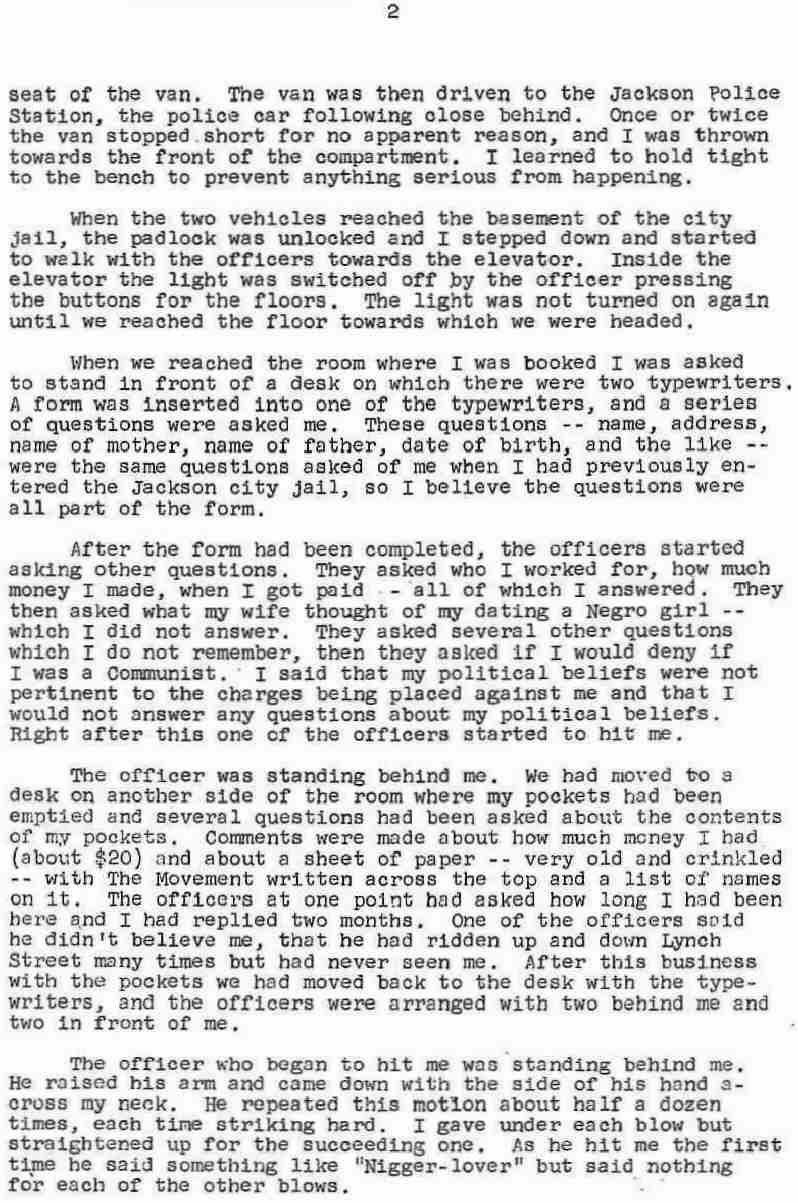 2
seat of the van. The van was then driven to the Jackson Police
Station, the police car following close behind. Once or twice
the van stopped short for no apparent reason, and I was thrown
towards the front of the compartment. I learned to hold tight
to the bench to prevent anything serious from happening.
When the two vehicles reached the basement of the city
jail, the padlock was unlocked and I stepped down and started
to walk with the officers towards the elevator. Inside the
elevator the light was switched off by the officer pressing
the buttons for the floors. The light was not turned on again
until we reached the floor towards which we were headed.
When we reached the room where I was booked I was asked
to stand in front of a desk on which there were two typewriters.
A form was inserted into one of the typewriters, and a series
of questions were asked me. These questions -- name, address,
name of mother, name of father, date of birth, and the like --
were the same questions asked of me when I had previously en-
tered the Jackson city jail, so I believe the questions were
all part of the form.
After the form had been completed, the officers started
asking other questions. They asked who I worked for, how much
money I made, when I got paid -- all of which I answered. They
then asked what my wife thought of my dating a Negro girl --
which I did not answer. They asked several other questions
which I do not remember, then they asked if I would deny if
I was a Communist. I said that my political beliefs were not
pertinent to the charges being placed against me and that I
would not answer any questions about my political beliefs.
Right after this one of the officers started to hit me.
The officer was standing behind me. We had moved to a
desk on another side of the room where my pockets had been
emptied and several questions had been asked about the contents
of my pockets. Comments were made about how much money I had
(about $20) and about a sheet of paper -- very old and crinkled
-- with The Movement written across the top and a list of names
on it. The officers at one point had asked how long I had been
here and I had replied two months. One of the officers said
he didn't believe me, that he had ridden up and down Lynch
Street many times but had never seen me. After this business
with the pockets we had moved back to the desk with the type-
writers, and the officers were arranged with two behind me and
two in front of me.
The officer who began to hit me was standing behind me.
He raised his arm and came down with the side of his hand a-
cross my neck. He repeated this motion about half a dozen
times, each time striking hard. I gave under each blow but
straightened up for the succeeding one. As he hit me the first
time he said something like "Nigger-lover" but said nothing
for each of the other blows.